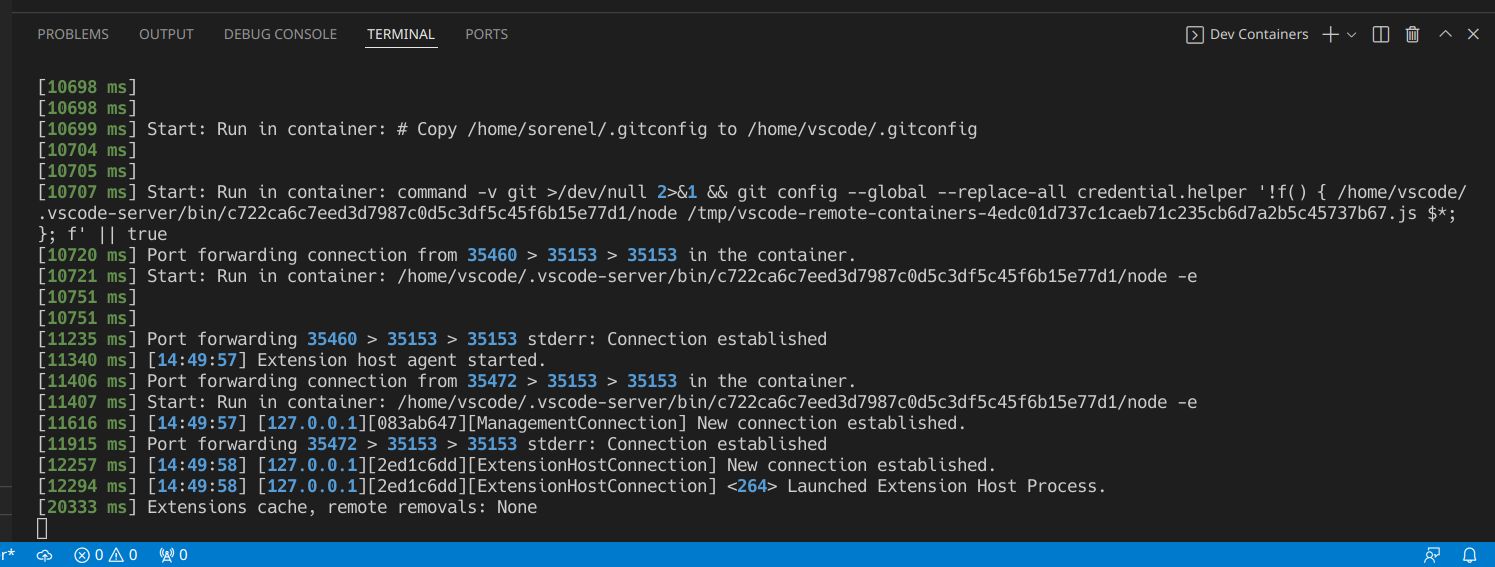 PROBLEMS OUTPUT DEBUG CONSOLE TERMINAL PORTS Dev Containers
[10698 ms]
[10698 ms]
[10699 ms] Start: Run in container: # Copy /home/sorenel/.gitconfig to /home/vscode/.gitconfig
[10704 ms]
[10705 ms]
[10707 ms] Start: Run in container: command -v git >/dev/null 2>&1 && git config --global --replace-all credential.helper '!f() { /home/vscode/
.vscode-server/bin/c722ca6c7eed3d7987c0d5c3df5c45f6b15e77d1/node /tmp/vscode-remote-containers-4edc01d737c1caeb71c235cb6d7a2b5c45737b67.js $*;
}; f' || true
[10720 ms] Port forwarding connection from 35460 > 35153 > 35153 in the container.
[10721 ms] Start: Run in container: /home/vscode/.vscode-server/bin/c722ca6c7eed3d7987c0d5c3df5c45f6b15e77d1/node -e
[10751 ms]
[10751 ms]
[11235 ms] Port forwarding 35460 > 35153 > 35153 stderr: Connection established
[11340 ms] [14:49:57] Extension host agent started.
[11406 ms] Port forwarding connection from 35472 > 35153 > 35153 in the container.
[11407 ms] Start: Run in container: /home/vscode/.vscode-server/bin/c722ca6c7eed3d7987c0d5c3df5c45f6b15e77d1/node -e
[11616 ms] [14:49:57] [127.0.0.1][083ab647][ManagementConnection] New connection established.
[11915 ms] Port forwarding 35472 > 35153 > 35153 stderr: Connection established
[12257 ms] [14:49:58] [127.0.0.1][2ed1c6dd][ExtensionHostConnection] New connection established.
[12294 ms] [14:49:58] [127.0.0.1][2ed1c6dd][ExtensionHostConnection] <264> Launched Extension Host Process.
[20333 ms] Extensions cache, remote removals: None
r* 0 0 0